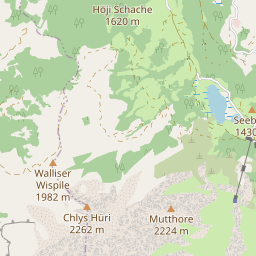 Höji Schache
1620 m
Seeb
1430
Walliser
Wispile
1982 m
Chlys Hüri
2262 m
Mutthore
2224 m